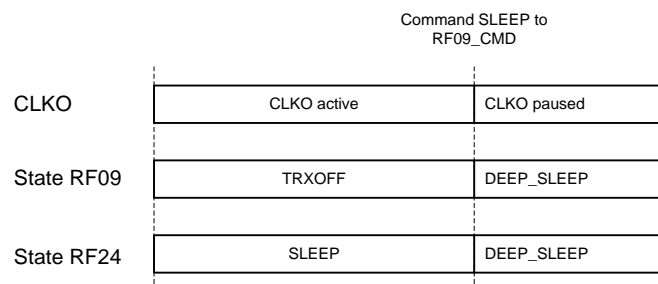 Command SLEEP to
RF09_CMD
CLKO
CLKO active
CLKO paused
State RF09
TRXOFF
DEEP_SLEEP
State RF24
SLEEP
DEEP_SLEEP